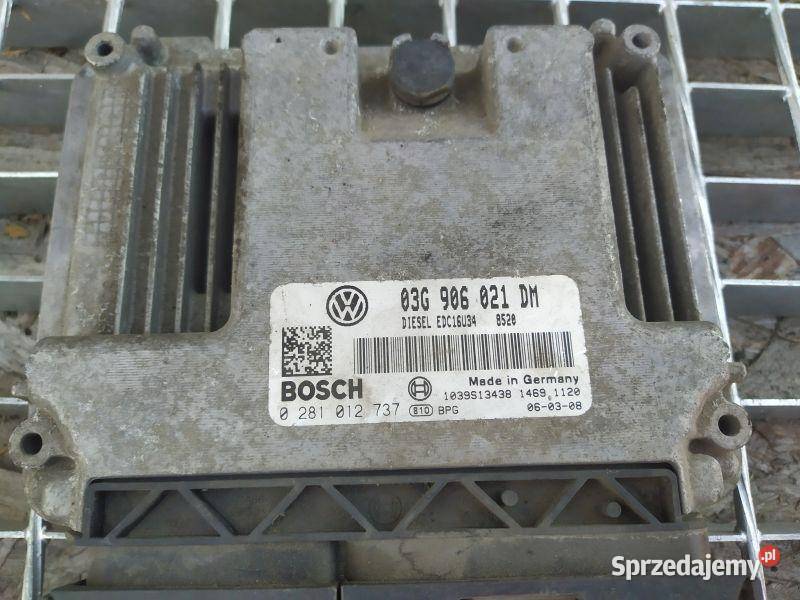 VW
03G 906 021 DM
DIESEL EDC16U34 8520
BOSCH
Made in Germany
1039S13438 1469 1120
0 281 012 737 810 BPG 06-03-08
Sprzedajemy.pl